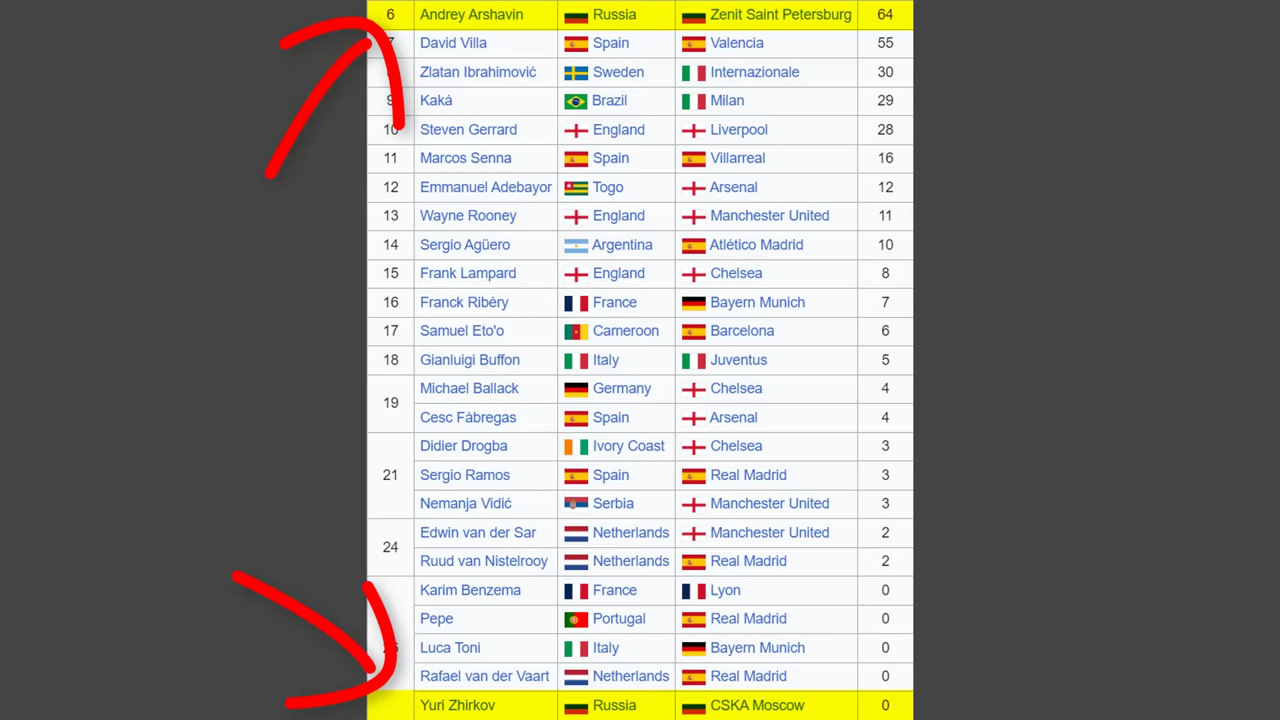 6 Andrey Arshavin Russia Zenit Saint Petersburg 64
7 David Villa Spain Valencia 55
Zlatan Ibrahimović Sweden Internazionale 30
9 Kaká Brazil Milan 29
10 Steven Gerrard England Liverpool 28
11 Marcos Senna Spain Villarreal 16
12 Emmanuel Adebayor Togo Arsenal 12
13 Wayne Rooney England Manchester United 11
14 Sergio Agüero Argentina Atlético Madrid 10
15 Frank Lampard England Chelsea 8
16 Franck Ribéry France Bayern Munich 7
17 Samuel Eto'o Cameroon Barcelona 6
18 Gianluigi Buffon Italy Juventus 5
19 Michael Ballack Germany Chelsea 4
Cesc Fàbregas Spain Arsenal 4
Didier Drogba Ivory Coast Chelsea 3
21 Sergio Ramos Spain Real Madrid 3
Nemanja Vidić Serbia Manchester United 3
24 Edwin van der Sar Netherlands Manchester United 2
Ruud van Nistelrooy Netherlands Real Madrid 2
Karim Benzema France Lyon 0
Pepe Portugal Real Madrid 0
Luca Toni Italy Bayern Munich 0
Rafael van der Vaart Netherlands Real Madrid 0
Yuri Zhirkov Russia CSKA Moscow 0